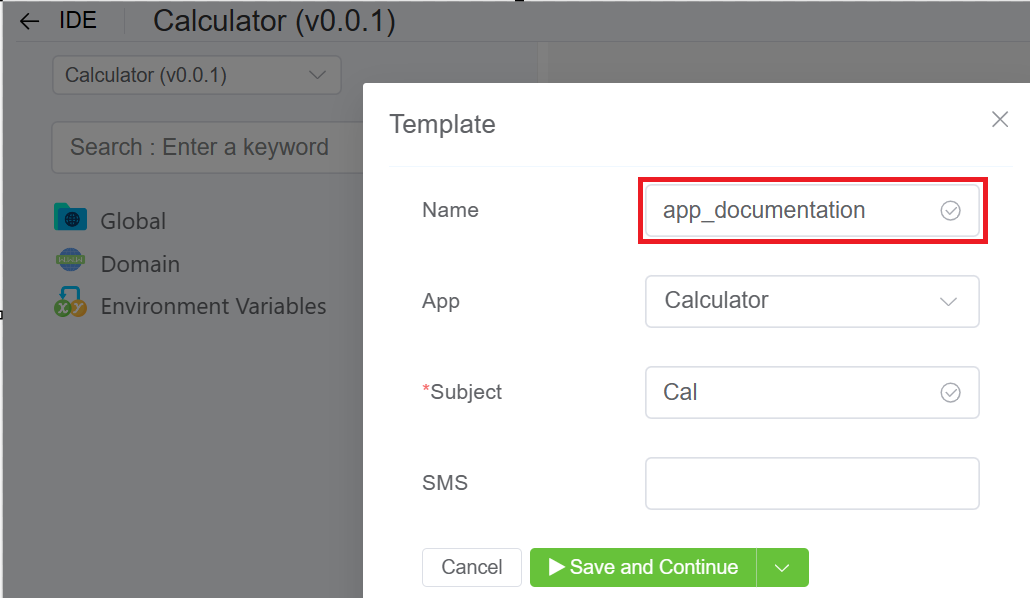 IDE
Calculator (v0.0.1)
Calculator (v0.0.1)
Search : Enter a keyword
Global
Domain
Environment Variables
Template
Name
app_documentation
App
Calculator
*Subject
Cal
SMS
Cancel
Save and Continue